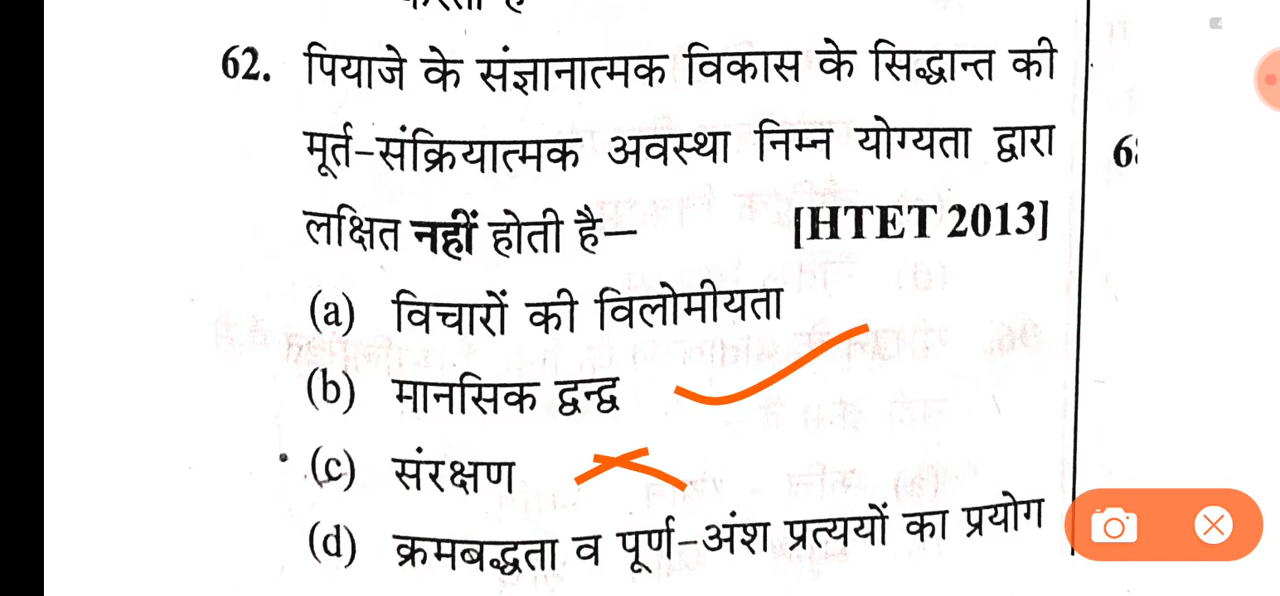 62. पियाजे के संज्ञानात्मक विकास के सिद्धान्त की
मूर्त-संक्रियात्मक अवस्था निम्न योग्यता द्वारा
लक्षित नहीं होती है– [HTET 2013]
(a) विचारों की विलोमीयता
(b) मानसिक द्वन्द्व
(c) संरक्षण
(d) क्रमबद्धता व पूर्ण-अंश प्रत्ययों का प्रयोग